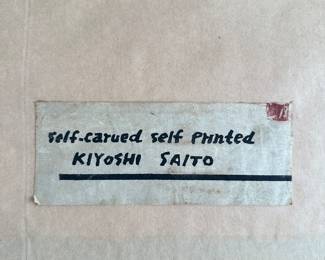 self-carved self printed
KIYOSHI SAITO